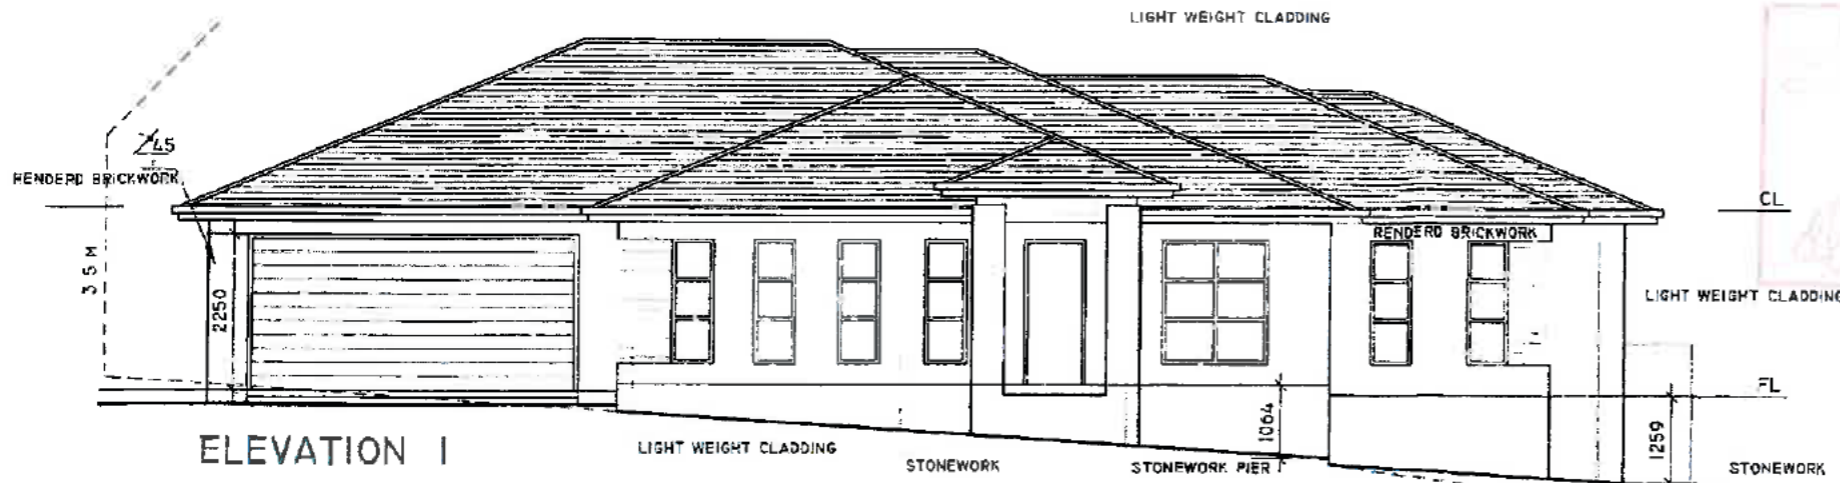 LIGHT WEIGHT CLADDING
45
RENDERD BRICKWORK
CL
RENDERD BRICKWORK
3.5 M
2250
LIGHT WEIGHT CLADDING
FL
1064
1259
ELEVATION 1
LIGHT WEIGHT CLADDING
STONEWORK
STONEWORK PIER
STONEWORK